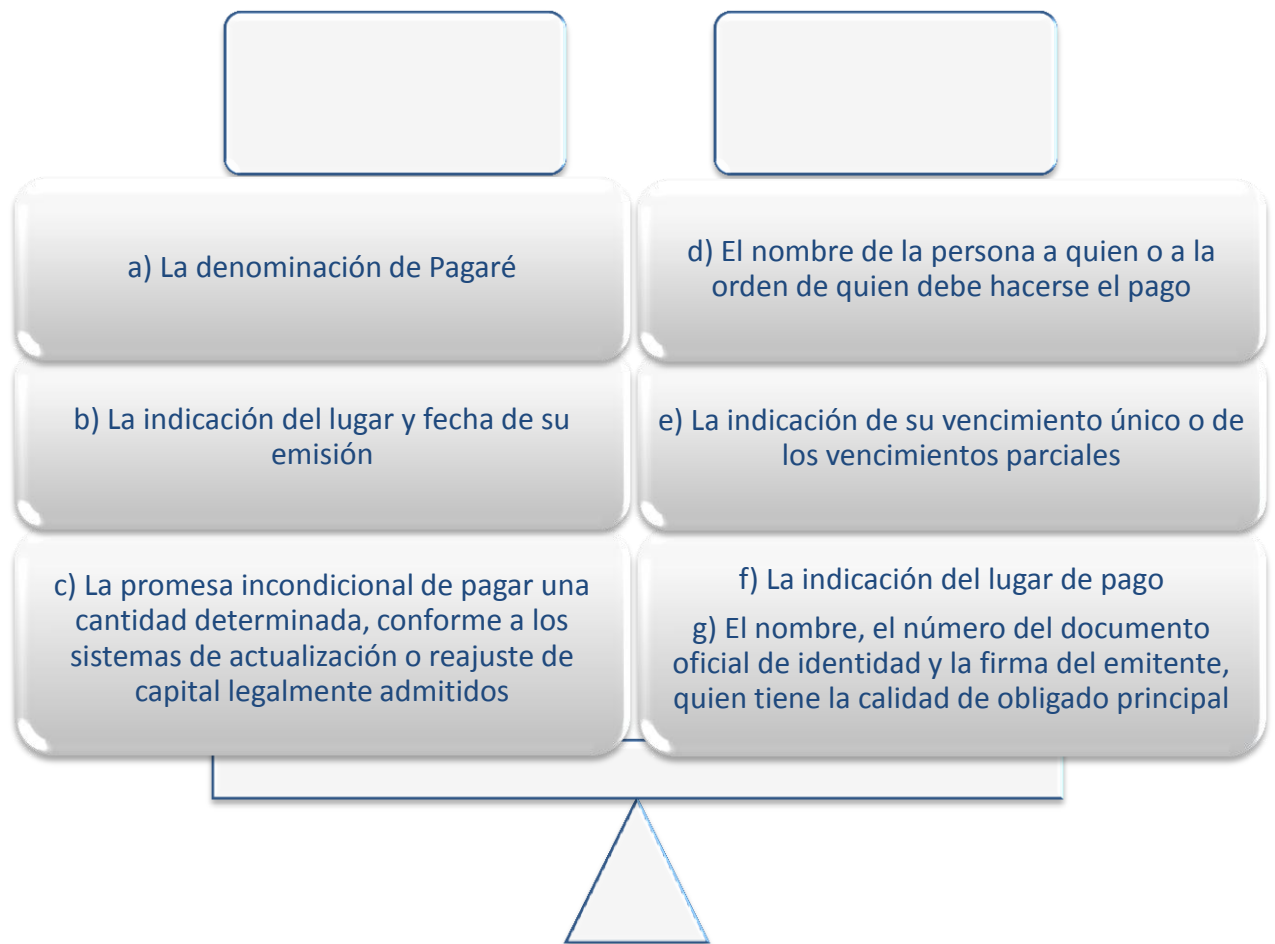 a) La denominación de Pagaré
b) La indicación del lugar y fecha de su
emisión
c) La promesa incondicional de pagar una
cantidad determinada, conforme a los
sistemas de actualización o reajuste de
capital legalmente admitidos
d) El nombre de la persona a quien o a la
orden de quien debe hacerse el pago
e) La indicación de su vencimiento único o de
los vencimientos parciales
f) La indicación del lugar de pago
g) El nombre, el número del documento
oficial de identidad y la firma del emitente,
quien tiene la calidad de obligado principal